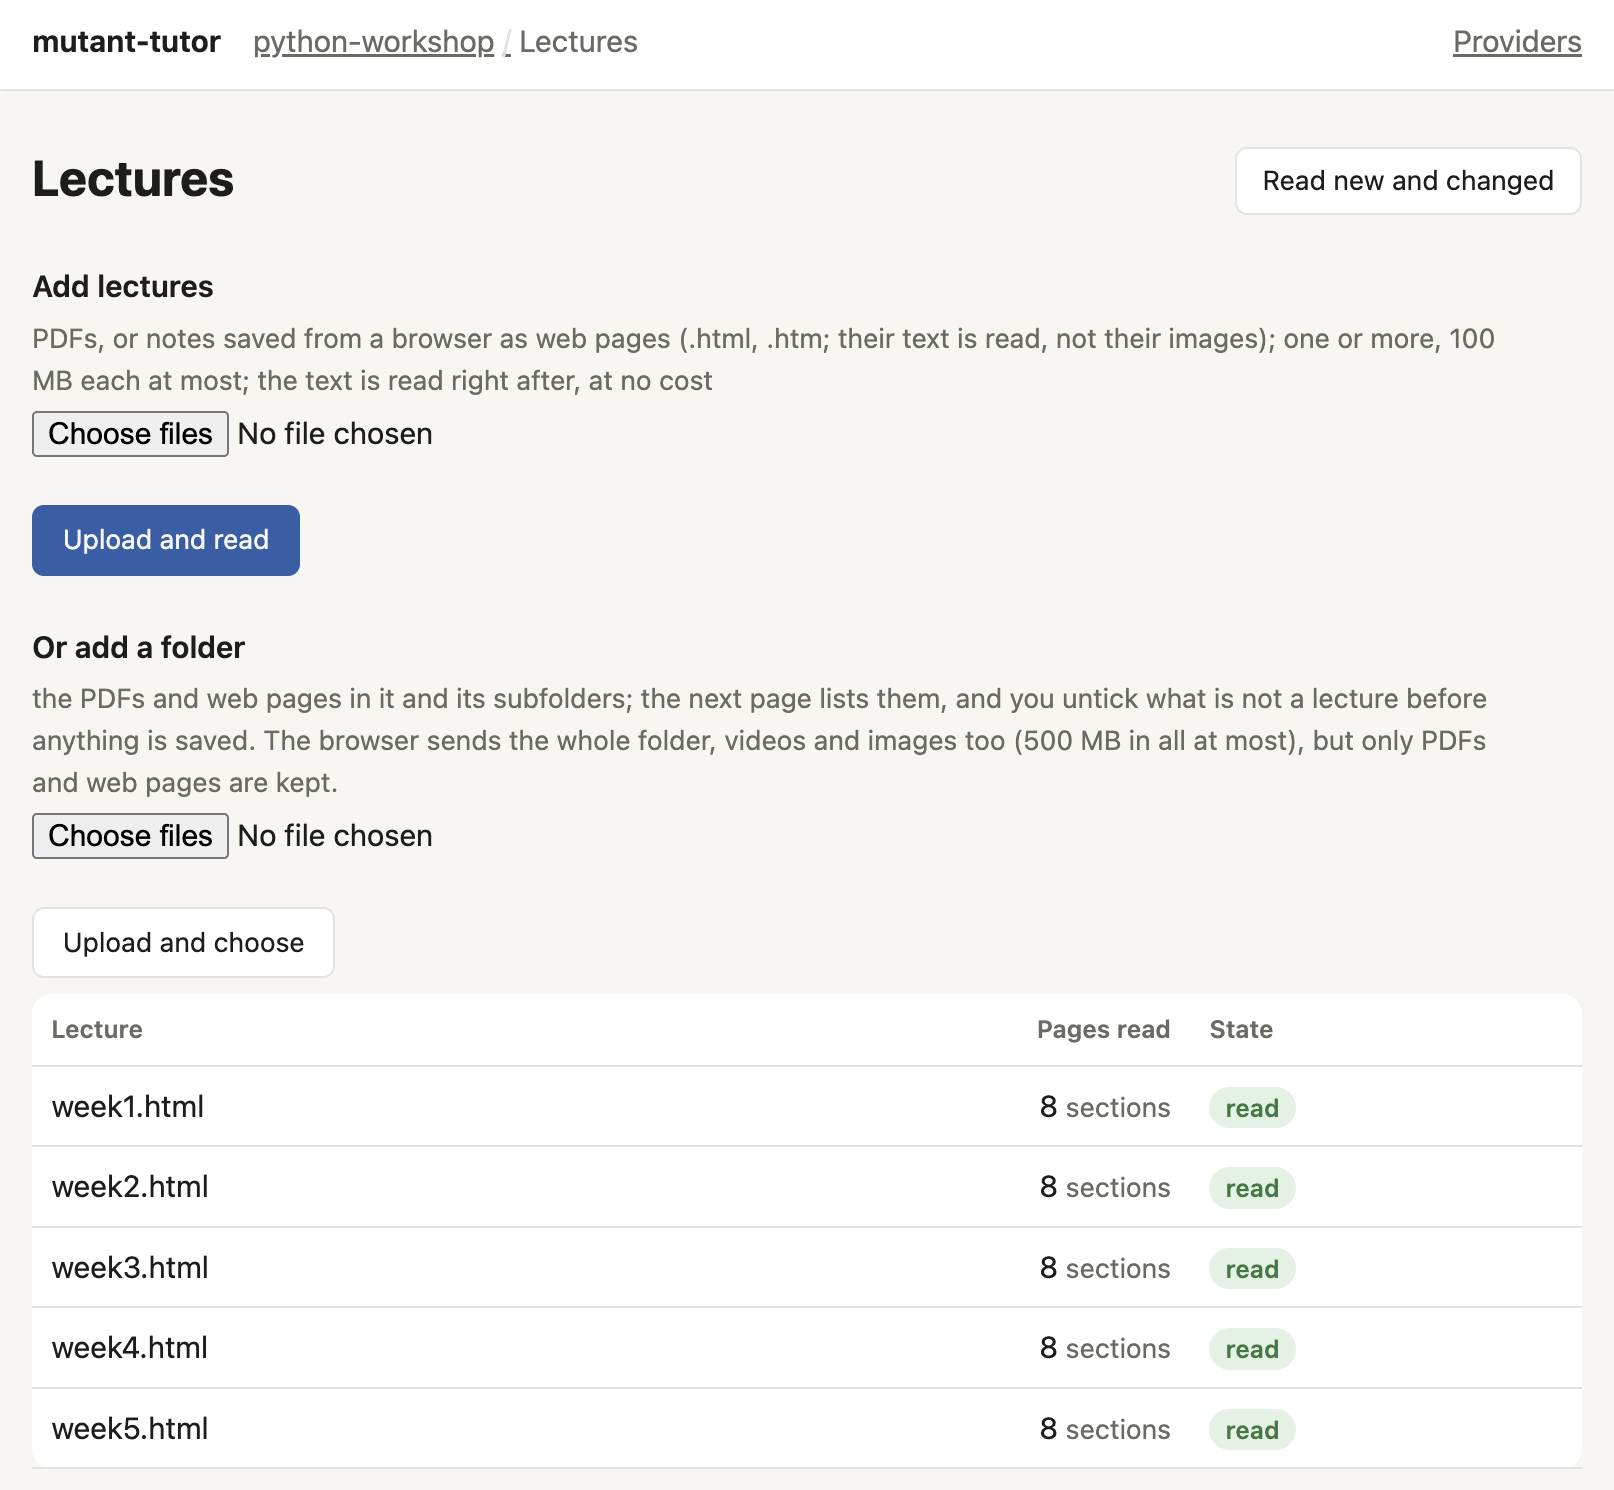 mutant-tutor python-workshop / Lectures Providers
Lectures
Read new and changed
Add lectures
PDFs, or notes saved from a browser as web pages (.html, .htm; their text is read, not their images); one or more, 100
MB each at most; the text is read right after, at no cost
Choose files No file chosen
Upload and read
Or add a folder
the PDFs and web pages in it and its subfolders; the next page lists them, and you untick what is not a lecture before
anything is saved. The browser sends the whole folder, videos and images too (500 MB in all at most), but only PDFs
and web pages are kept.
Choose files No file chosen
Upload and choose
Lecture Pages read State
week1.html 8 sections read
week2.html 8 sections read
week3.html 8 sections read
week4.html 8 sections read
week5.html 8 sections read